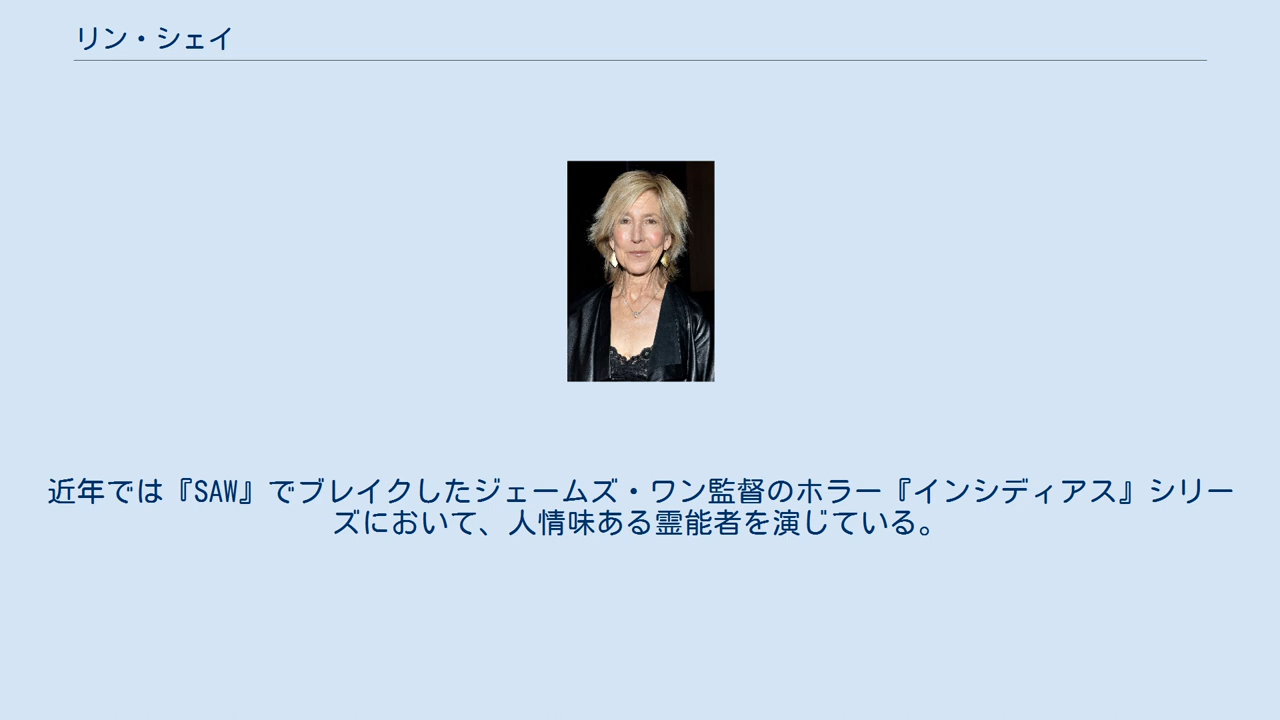 リン・シェイ
近年では『SAW』でブレイクしたジェームズ・ワン監督のホラー『インシディアス』シリー
ズにおいて、人情味ある霊能者を演じている。